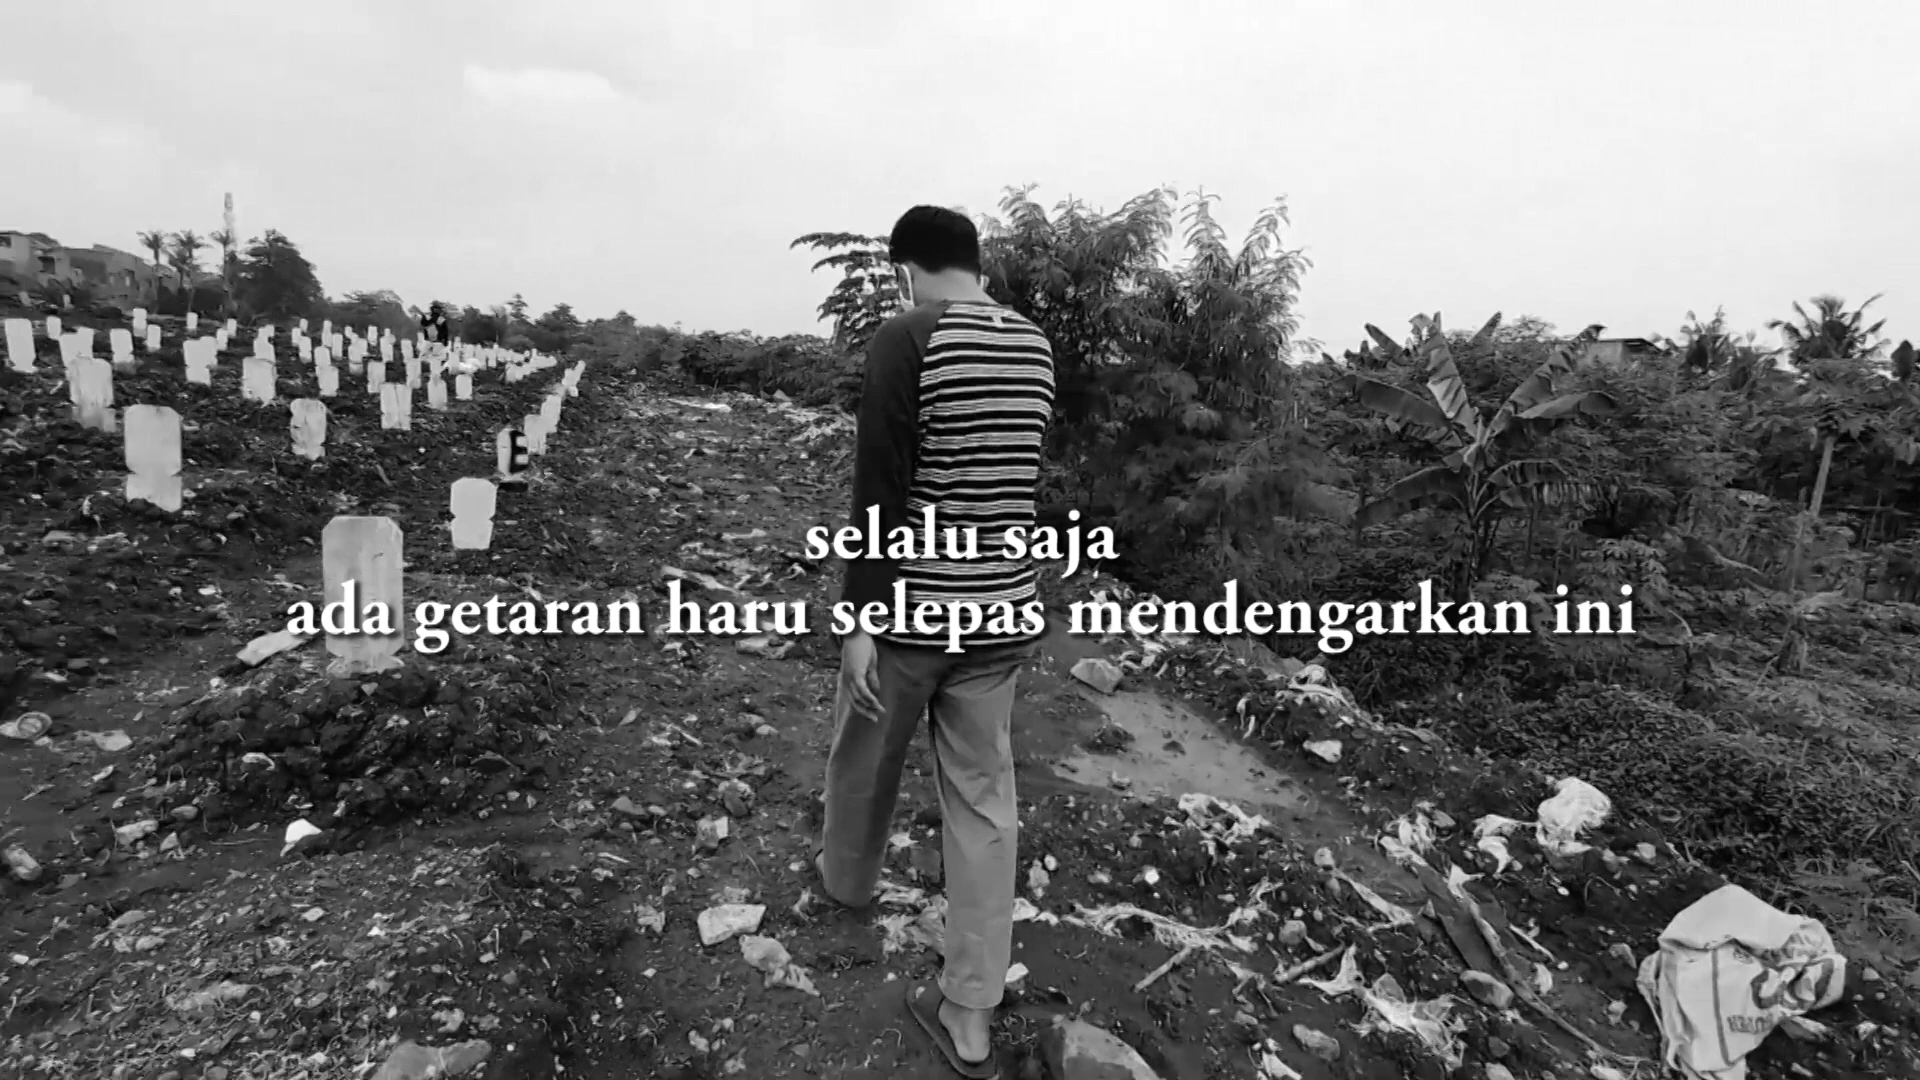 selalu saja
ada getaran haru selepas mendengarkan ini